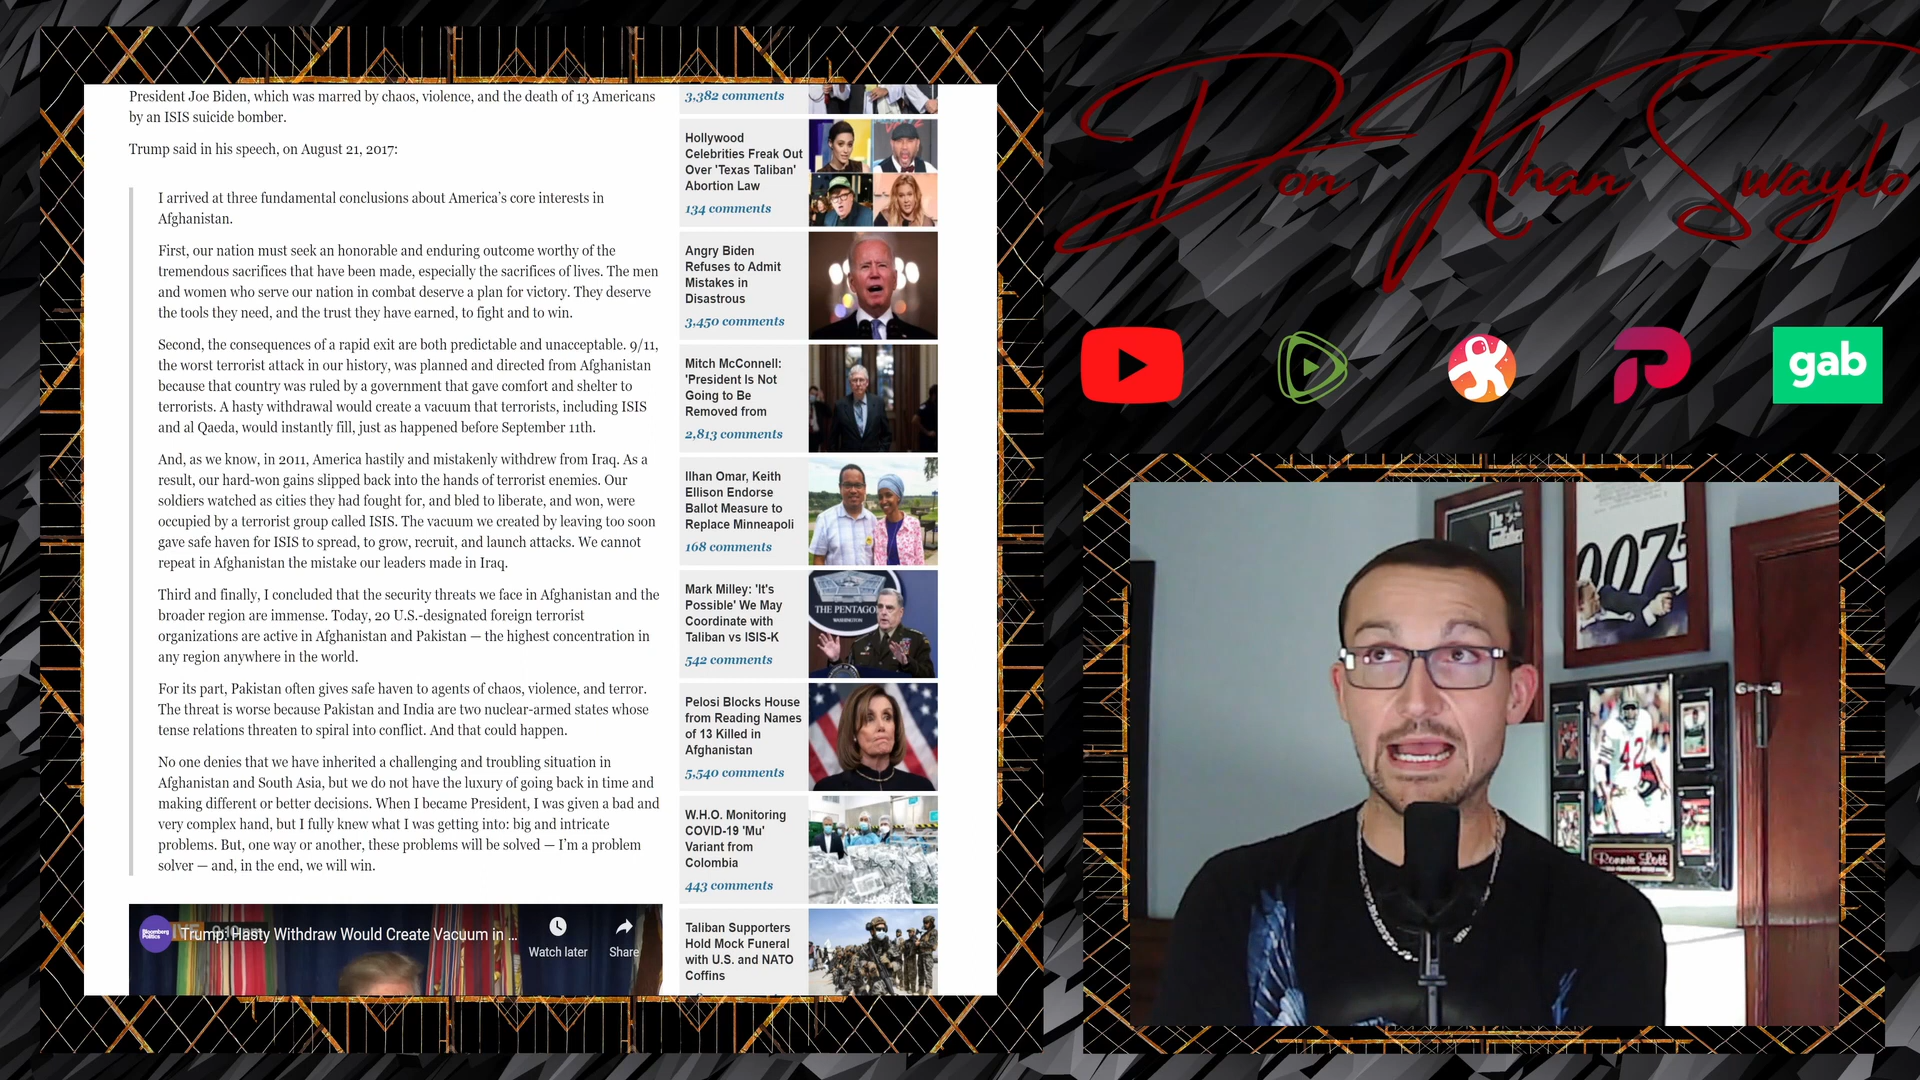 President Joe Biden, which was marred by chaos, violence, and the death of 13 Americans
by an ISIS suicide bomber.
Trump said in his speech, on August 21, 2017:
I arrived at three fundamental conclusions about America's core interests in
Afghanistan.
First, our nation must seek an honorable and enduring outcome worthy of the
tremendous sacrifices that have been made, especially the sacrifices of lives. The men
and women who serve our nation in combat deserve a plan for victory. They deserve
the tools they need, and the trust they have earned, to fight and to win.
Second, the consequences of a rapid exit are both predictable and unacceptable. 9/11,
the worst terrorist attack in our history, was planned and directed from Afghanistan
because that country was ruled by a government that gave comfort and shelter to
terrorists. A hasty withdrawal would create a vacuum that terrorists, including ISIS
and al Qaeda, would instantly fill, just as happened before September 11th.
And, as we know, in 2011, America hastily and mistakenly withdrew from Iraq. As a
result, our hard-won gains slipped back into the hands of terrorist enemies. Our
soldiers watched as cities they had fought for, and bled to liberate, and won, were
occupied by a terrorist group called ISIS. The vacuum we created by leaving too soon
gave safe haven for ISIS to spread, to grow, recruit, and launch attacks. We cannot
repeat in Afghanistan the mistake our leaders made in Iraq.
Third and finally, I concluded that the security threats we face in Afghanistan and the
broader region are immense. Today, 20 U.S.-designated foreign terrorist
organizations are active in Afghanistan and Pakistan — the highest concentration in
any region anywhere in the world.
For its part, Pakistan often gives safe haven to agents of chaos, violence, and terror.
The threat is worse because Pakistan and India are two nuclear-armed states whose
tense relations threaten to spiral into conflict. And that could happen.
No one denies that we have inherited a challenging and troubling situation in
Afghanistan and South Asia, but we do not have the luxury of going back in time and
making different or better decisions. When I became President, I was given a bad and
very complex hand, but I fully knew what I was getting into: big and intricate
problems. But, one way or another, these problems will be solved — I'm a problem
solver — and, in the end, we will win.
Bloomberg
Politics
Trump: Hasty Withdraw Would Create Vacuum in ...
Watch later
Share
3,382 comments
Hollywood
Celebrities Freak Out
Over 'Texas Taliban'
Abortion Law
134 comments
Angry Biden
Refuses to Admit
Mistakes in
Disastrous
3,450 comments
Mitch McConnell:
'President Is Not
Going to Be
Removed from
2,813 comments
Ilhan Omar, Keith
Ellison Endorse
Ballot Measure to
Replace Minneapoli
168 comments
Mark Milley: 'It's
Possible' We May
Coordinate with
Taliban vs ISIS-K
542 comments
THE PENTAGO
WASHINGTON
Pelosi Blocks House
from Reading Names
of 13 Killed in
Afghanistan
5,540 comments
W.H.O. Monitoring
COVID-19 'Mu'
Variant from
Colombia
443 comments
Taliban Supporters
Hold Mock Funeral
with U.S. and NATO
Coffins
Don Khan Swaylo
gab
The
007
42
Ronnie Lott